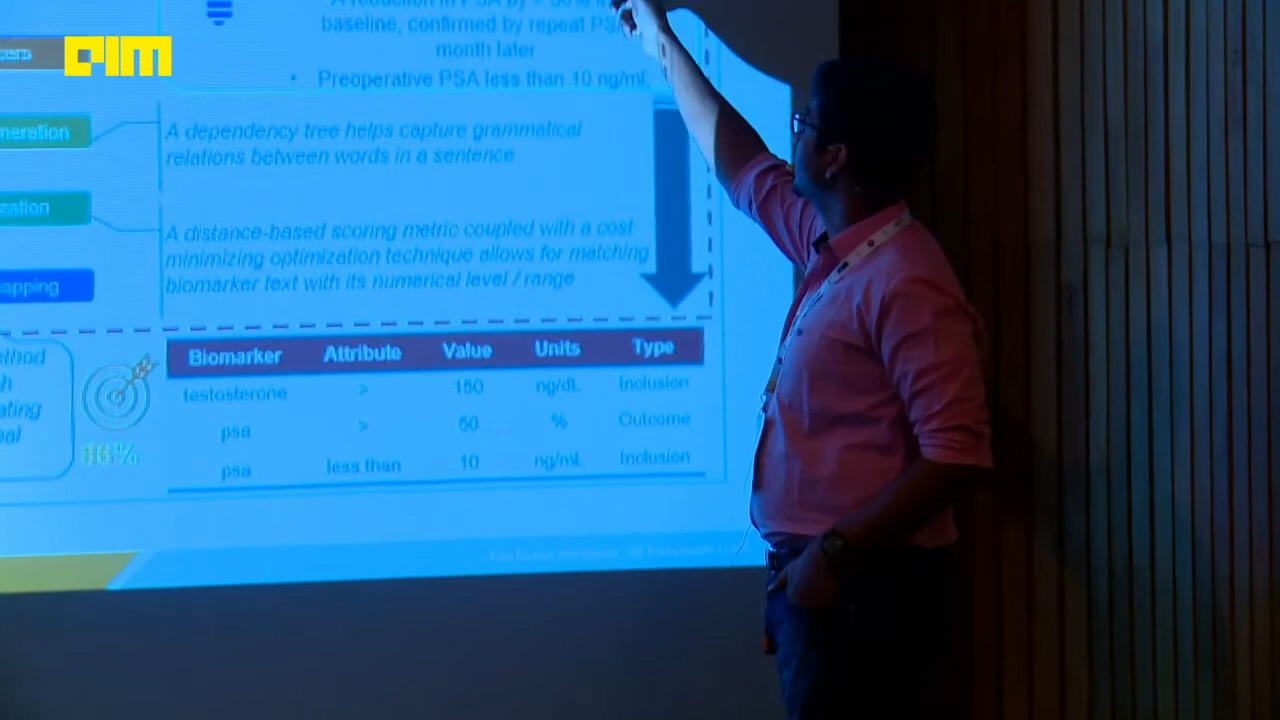 AIM
baseline, confirmed by repeat
month later
• Preoperative PSA less than 10 ng/mL
A dependency tree helps capture grammatical
relations between words in a sentence
A distance-based scoring metric coupled with a cost
minimizing optimization technique allows for matching
biomarker text with its numerical level / range
Biomarker Attribute Value Units Type
testosterone > 150 ng/dL Inclusion
psa > 50 % Outcome
psa less than 10 ng/mL Inclusion